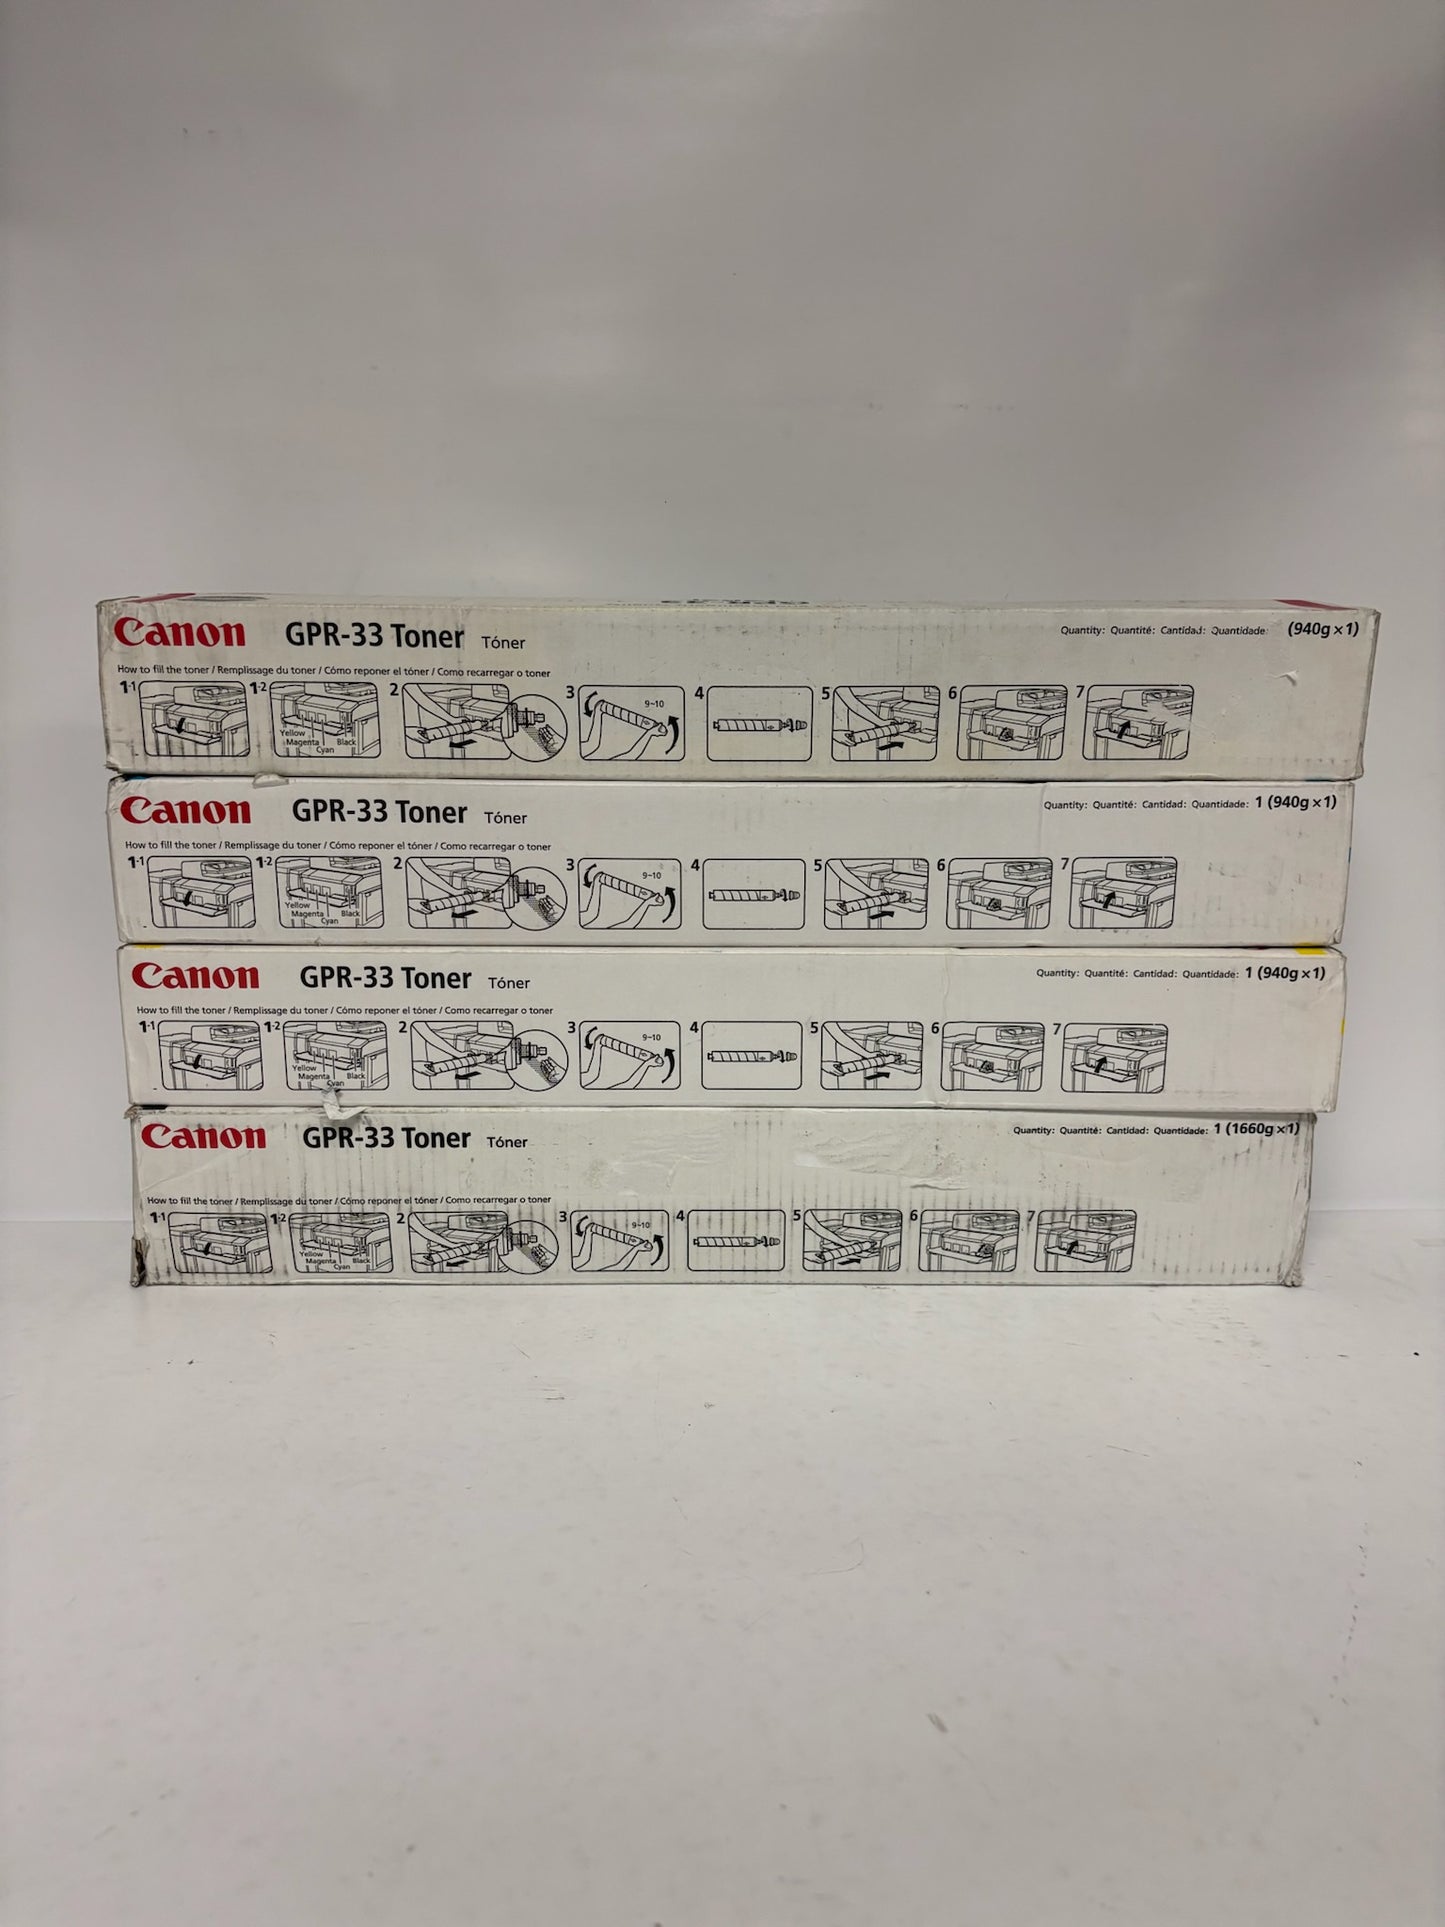 Canon GPR-33 Toner Tóner Quantity: Quantité: Cantidad: Quantidade: (940g×1)
How to fill the toner / Remplissage du toner / Cómo reponer el tóner / Como recarregar o toner
1-1 1-2 2 3 4 5 6 7
9~10
Yellow
Magenta Black
Cyan
Canon GPR-33 Toner Tóner Quantity: Quantité: Cantidad: Quantidade: 1 (940g×1)
How to fill the toner / Remplissage du toner / Cómo reponer el tóner / Como recarregar o toner
1-1 1-2 2 3 4 5 6 7
9~10
Yellow
Magenta Black
Cyan
Canon GPR-33 Toner Tóner Quantity: Quantité: Cantidad: Quantidade: 1 (940g×1)
How to fill the toner / Remplissage du toner / Cómo reponer el tóner / Como recarregar o toner
1-1 1-2 2 3 4 5 6 7
9~10
Yellow
Magenta Black
Cyan
Canon GPR-33 Toner Tóner Quantity: Quantité: Cantidad: Quantidade: 1 (1660g×1)
How to fill the toner / Remplissage du toner / Cómo reponer el tóner / Como recarregar o toner
1-1 1-2 2 3 4 5 6 7
9~10
Yellow
Magenta Black
Cyan